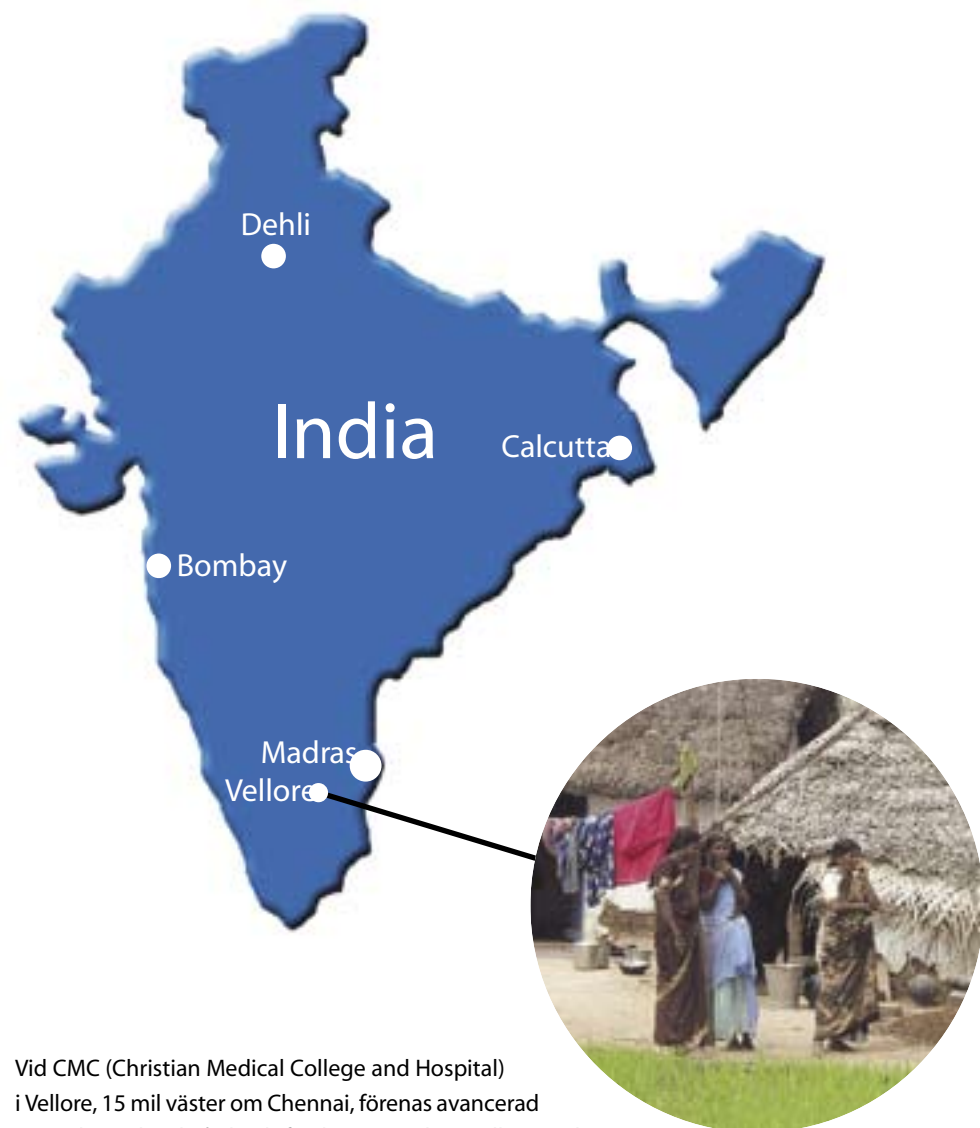 Dehli
India
Calcutta
Bombay
Madras
Vellore
Vid CMC (Christian Medical College and Hospital)
i Vellore, 15 mil väster om Chennai, förenas avancerad